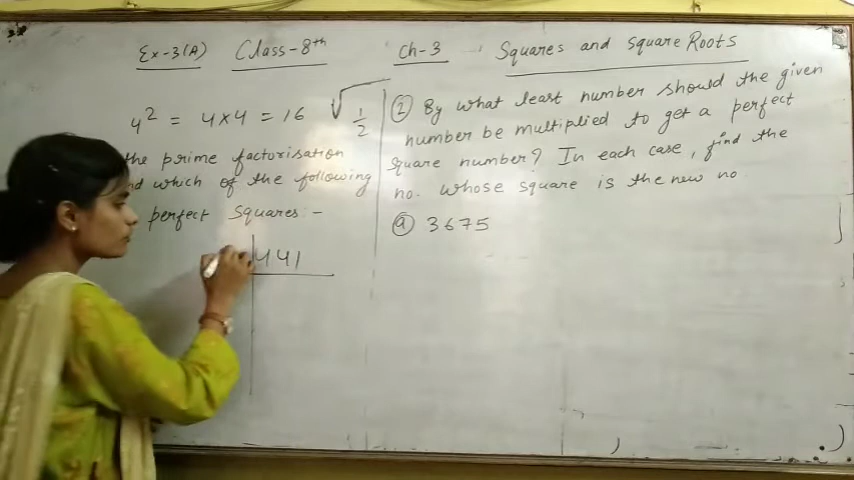 Ex-3(A) Class-8th Ch-3 Squares and Square Roots
4² = 4×4 = 16 √ 1/2
the prime factorisation
which of the following
perfect squares:-
441
② By what least number should the given
number be multiplied to get a perfect
square number? In each case, find the
no. whose square is the new no
ⓐ 3675